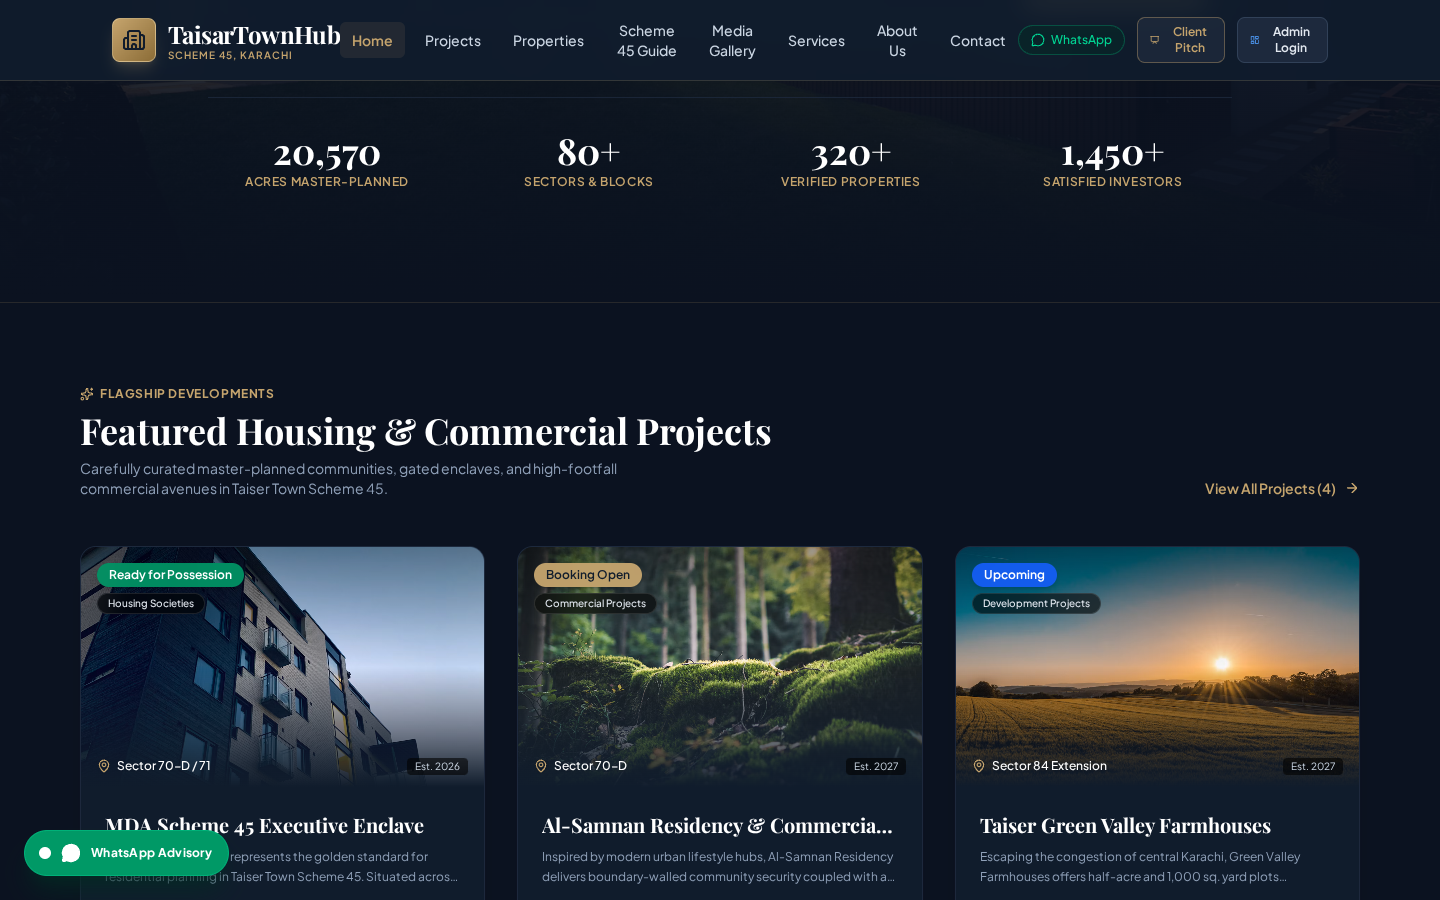 TaisarTownHub
SCHEME 45, KARACHI
Home
Projects
Properties
Scheme
45 Guide
Media
Gallery
Services
About
Us
Contact
WhatsApp
Client
Pitch
Admin
Login
20,570
ACRES MASTER-PLANNED
80+
SECTORS & BLOCKS
320+
VERIFIED PROPERTIES
1,450+
SATISFIED INVESTORS
FLAGSHIP DEVELOPMENTS
Featured Housing & Commercial Projects
Carefully curated master-planned communities, gated enclaves, and high-footfall
commercial avenues in Taiser Town Scheme 45.
View All Projects (4)
Ready for Possession
Housing Societies
Sector 70-D / 71
Est. 2026
MDA Scheme 45 Executive Enclave
represents the golden standard for
residential planning in Taiser Town Scheme 45. Situated acros...
Booking Open
Commercial Projects
Sector 70-D
Est. 2027
Al-Samnan Residency & Commercia...
Inspired by modern urban lifestyle hubs, Al-Samnan Residency
delivers boundary-walled community security coupled with a...
Upcoming
Development Projects
Sector 84 Extension
Est. 2027
Taiser Green Valley Farmhouses
Escaping the congestion of central Karachi, Green Valley
Farmhouses offers half-acre and 1,000 sq. yard plots...
WhatsApp Advisory